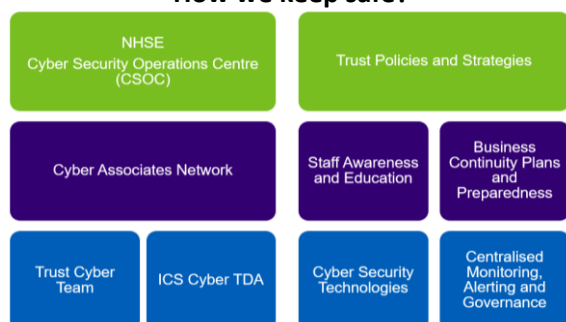 How we keep safe?
NHSE
Cyber Security Operations Centre
(CSOC)
Trust Policies and Strategies
Cyber Associates Network
Staff Awareness
and Education
Business
Continuity Plans
and
Preparedness
Trust Cyber
Team
ICS Cyber TDA
Cyber Security
Technologies
Centralised
Monitoring,
Alerting and
Governance